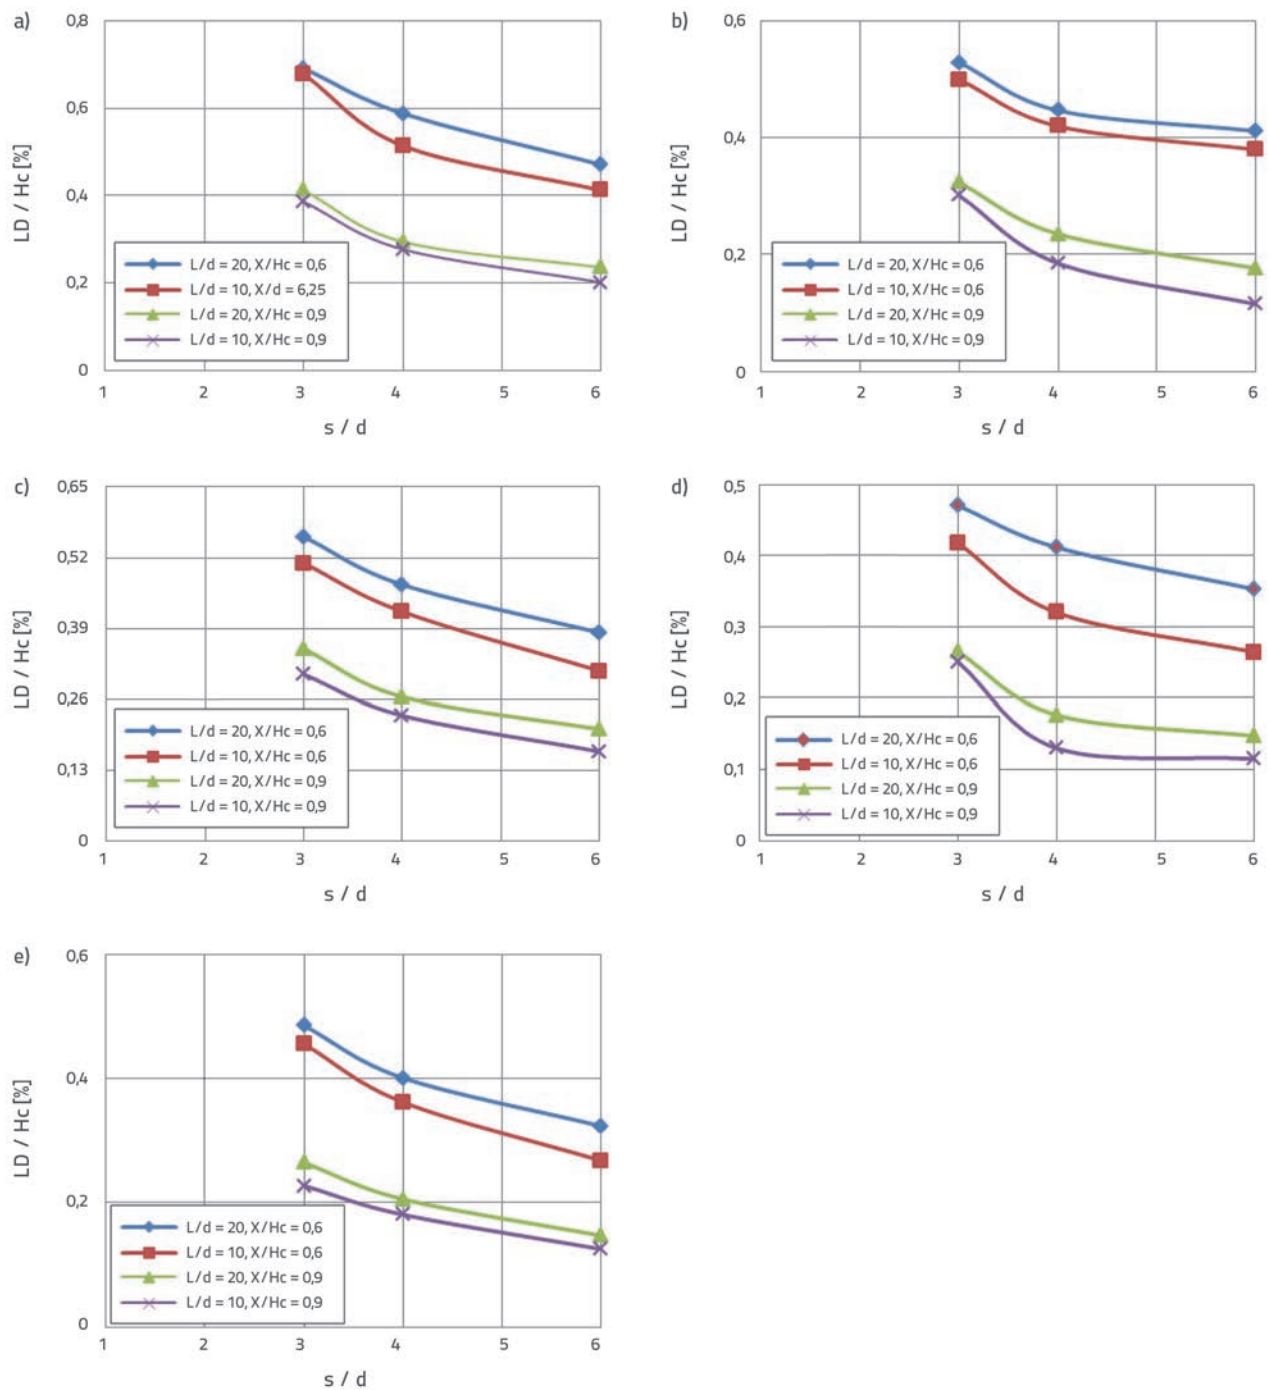 a)
0,8
0,6
0,4
0,2
0
LD / Hc [%]
L/d = 20, X/Hc = 0,6
L/d = 10, X/d = 6,25
L/d = 20, X/Hc = 0,9
L/d = 10, X/Hc = 0,9
1 2 3 4 5 6
s / d
b)
0,6
0,4
0,2
0
LD / Hc [%]
L/d = 20, X/Hc = 0,6
L/d = 10, X/Hc = 0,6
L/d = 20, X/Hc = 0,9
L/d = 10, X/Hc = 0,9
1 2 3 4 5 6
s / d
c)
0,65
0,52
0,39
0,26
0,13
0
LD / Hc [%]
L/d = 20, X/Hc = 0,6
L/d = 10, X/Hc = 0,6
L/d = 20, X/Hc = 0,9
L/d = 10, X/Hc = 0,9
1 2 3 4 5 6
s / d
d)
0,5
0,4
0,3
0,2
0,1
0
LD / Hc [%]
L/d = 20, X/Hc = 0,6
L/d = 10, X/Hc = 0,6
L/d = 20, X/Hc = 0,9
L/d = 10, X/Hc = 0,9
1 2 3 4 5 6
s / d
e)
0,6
0,4
0,2
0
LD / Hc [%]
L/d = 20, X/Hc = 0,6
L/d = 10, X/Hc = 0,6
L/d = 20, X/Hc = 0,9
L/d = 10, X/Hc = 0,9
1 2 3 4 5 6
s / d